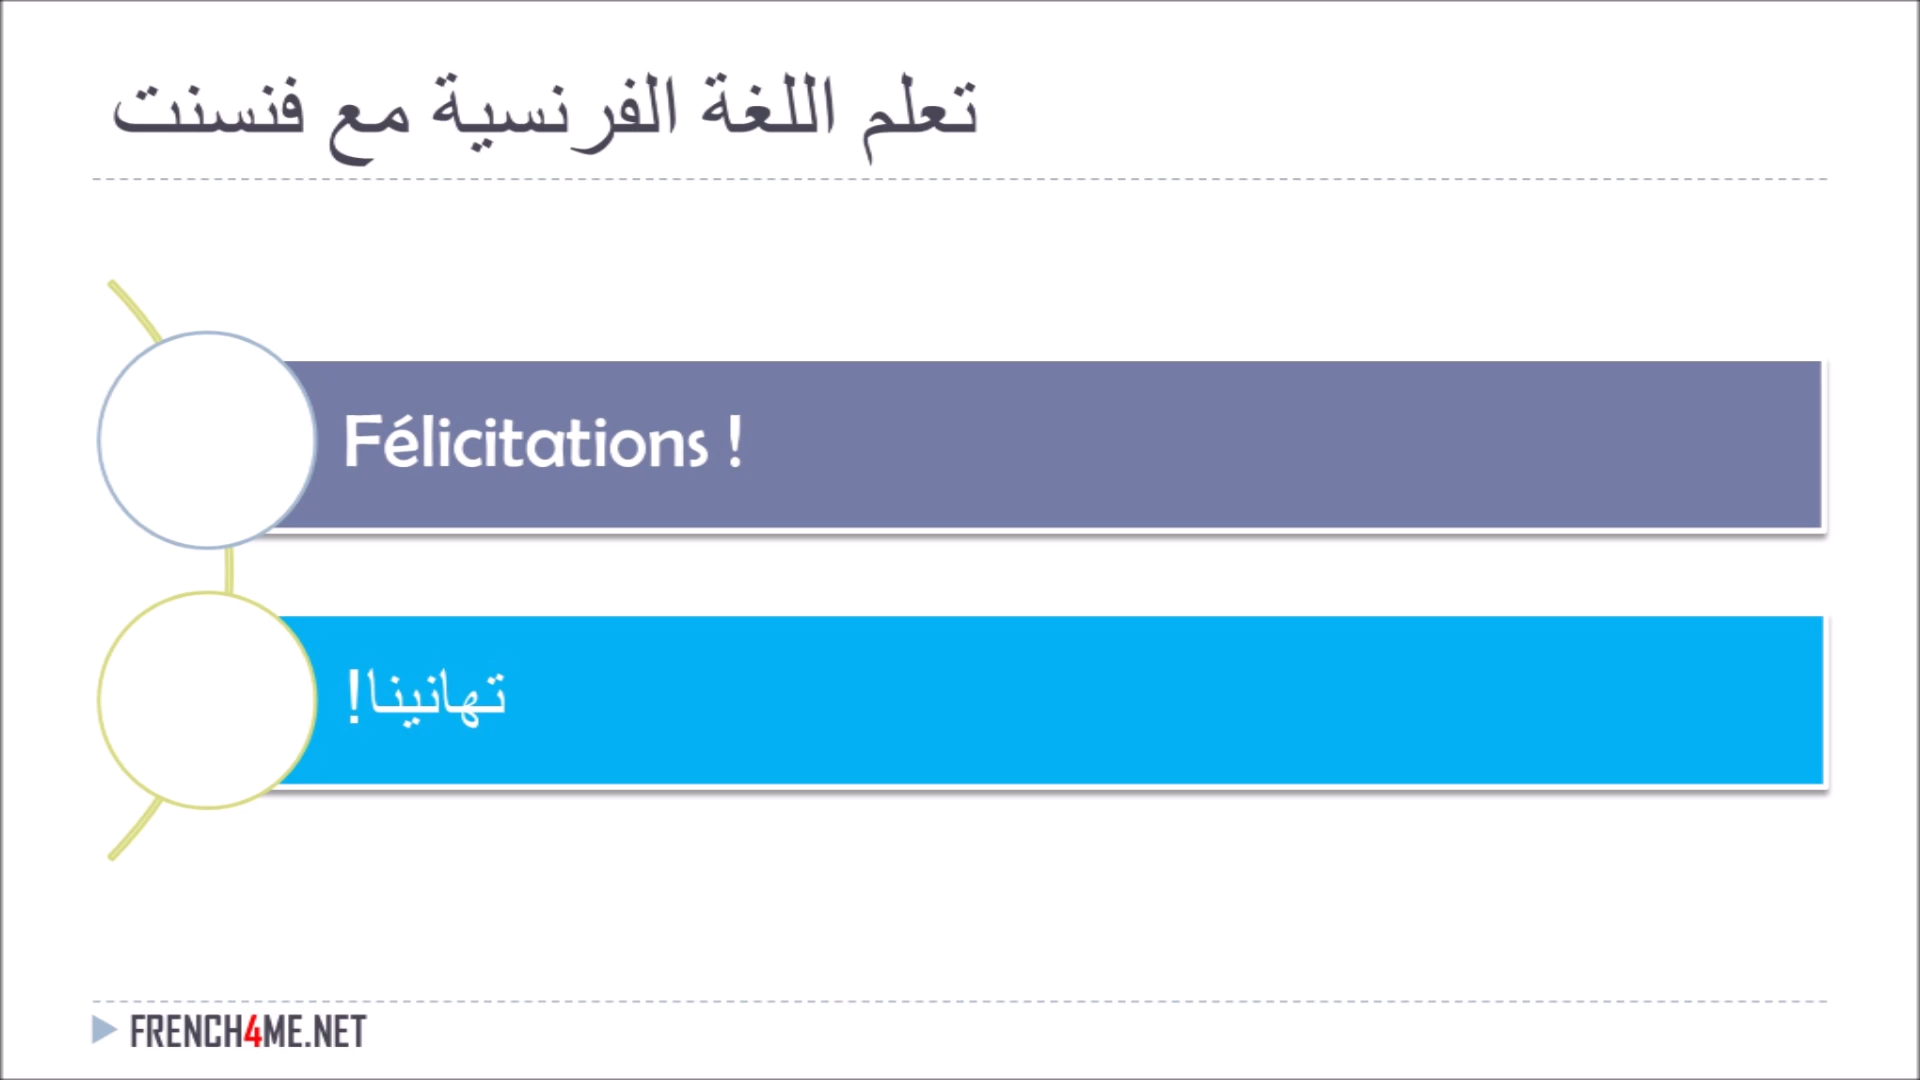 تعلم اللغة الفرنسية مع فنسنت
Félicitations !
تهانينا!
FRENCH4ME.NET